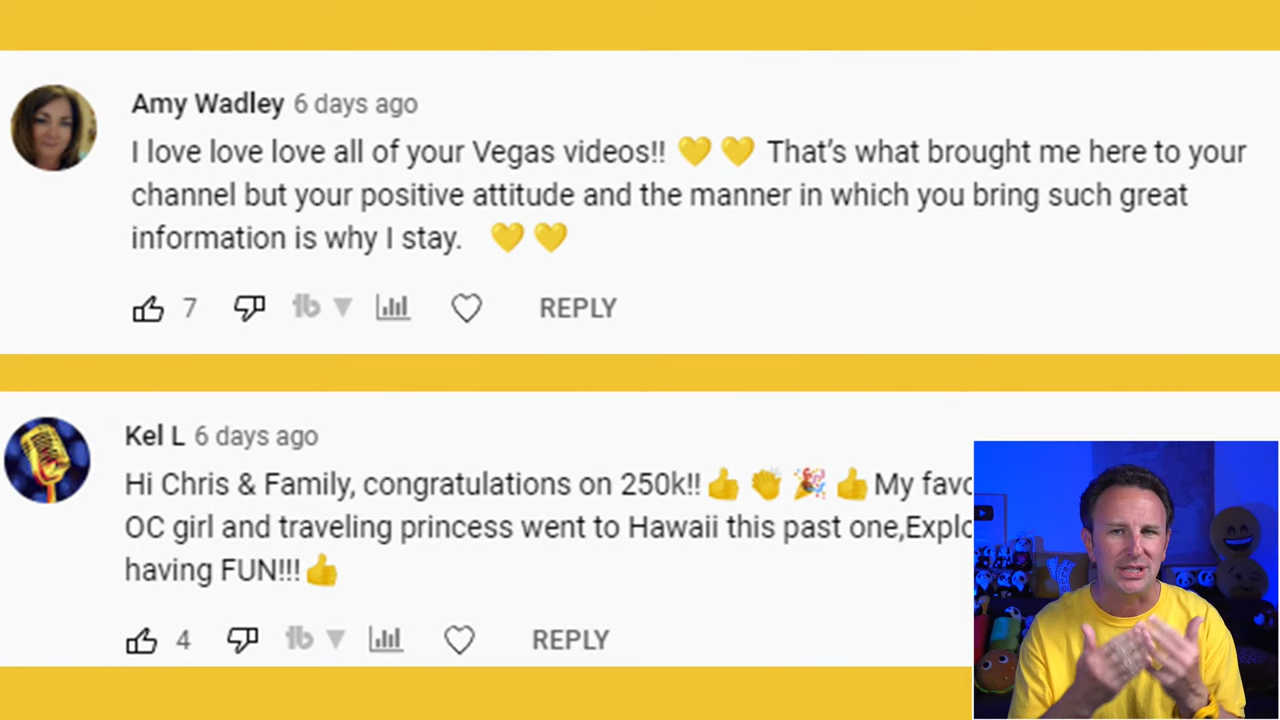 Amy Wadley 6 days ago
I love love love all of your Vegas videos!! 💛 💛 That's what brought me here to your
channel but your positive attitude and the manner in which you bring such great
information is why I stay. 💛 💛
7 REPLY
Kel L 6 days ago
Hi Chris & Family, congratulations on 250k!!👍👏🎉👍My favo
OC girl and traveling princess went to Hawaii this past one,Explo
having FUN!!!👍
4 REPLY